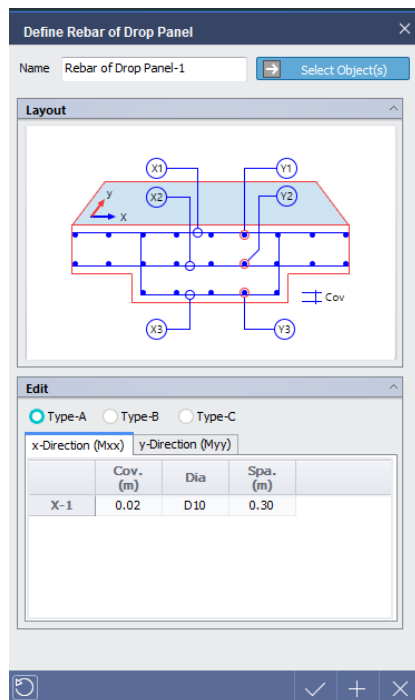 Define Rebar of Drop Panel
Name Rebar of Drop Panel-1 Select Object(s)
Layout
X1 Y1
X2 Y2
y
x
Cov
X3 Y3
Edit
Type-A Type-B Type-C
x-Direction (Mxx) y-Direction (Myy)
Cov. (m) Dia Spa. (m)
X-1 0.02 D10 0.30